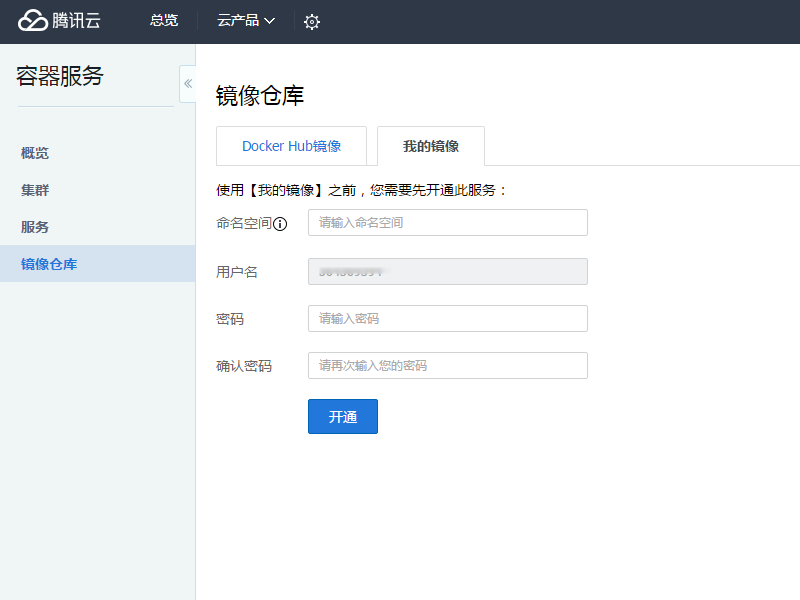 腾讯云 总览 云产品
容器服务
«
概览
集群
服务
镜像仓库
镜像仓库
Docker Hub镜像 我的镜像
使用【我的镜像】之前，您需要先开通此服务：
命名空间 请输入命名空间
用户名
密码 请输入密码
确认密码 请再次输入您的密码
开通